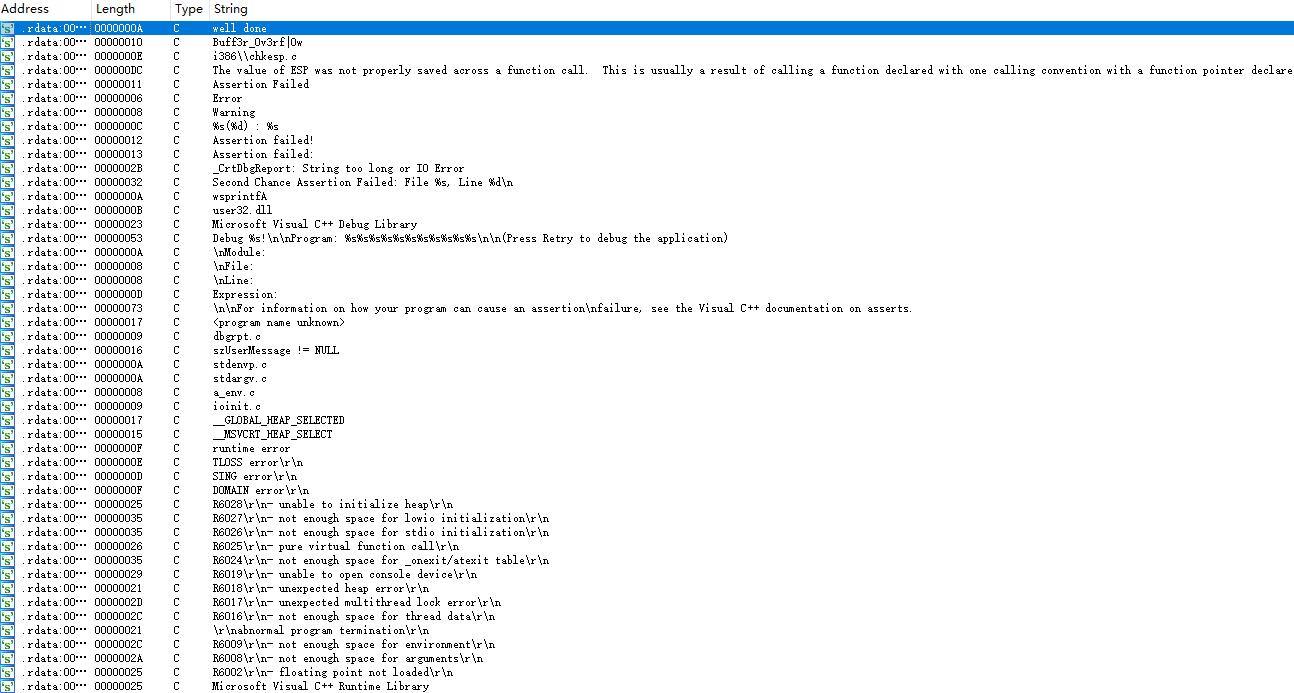 Address Length Type String
.rdata:00… 0000000A C well done
.rdata:00… 00000010 C Buff3r_0v3rf|0w
.rdata:00… 0000000E C i386\\chkesp.c
.rdata:00… 000000DC C The value of ESP was not properly saved across a function call.  This is usually a result of calling a function declared with one calling convention with a function pointer declare
.rdata:00… 00000011 C Assertion Failed
.rdata:00… 00000006 C Error
.rdata:00… 00000008 C Warning
.rdata:00… 0000000C C %s(%d) : %s
.rdata:00… 00000012 C Assertion failed!
.rdata:00… 00000013 C Assertion failed:
.rdata:00… 0000002B C _CrtDbgReport: String too long or IO Error
.rdata:00… 00000032 C Second Chance Assertion Failed: File %s, Line %d\n
.rdata:00… 0000000A C wsprintfA
.rdata:00… 0000000B C user32.dll
.rdata:00… 00000023 C Microsoft Visual C++ Debug Library
.rdata:00… 00000053 C Debug %s!\n\nProgram: %s%s%s%s%s%s%s%s%s%s%s%s\n\n(Press Retry to debug the application)
.rdata:00… 0000000A C \nModule:
.rdata:00… 00000008 C \nFile:
.rdata:00… 00000008 C \nLine:
.rdata:00… 0000000D C Expression:
.rdata:00… 00000073 C \n\nFor information on how your program can cause an assertion\nfailure, see the Visual C++ documentation on asserts.
.rdata:00… 00000017 C <program name unknown>
.rdata:00… 00000009 C dbgrpt.c
.rdata:00… 00000016 C szUserMessage != NULL
.rdata:00… 0000000A C stdenvp.c
.rdata:00… 0000000A C stdargv.c
.rdata:00… 00000008 C a_env.c
.rdata:00… 00000009 C ioinit.c
.rdata:00… 00000017 C __GLOBAL_HEAP_SELECTED
.rdata:00… 00000015 C __MSVCRT_HEAP_SELECT
.rdata:00… 0000000F C runtime error
.rdata:00… 0000000E C TLOSS error\r\n
.rdata:00… 0000000D C SING error\r\n
.rdata:00… 0000000F C DOMAIN error\r\n
.rdata:00… 00000025 C R6028\r\n- unable to initialize heap\r\n
.rdata:00… 00000035 C R6027\r\n- not enough space for lowio initialization\r\n
.rdata:00… 00000035 C R6026\r\n- not enough space for stdio initialization\r\n
.rdata:00… 00000026 C R6025\r\n- pure virtual function call\r\n
.rdata:00… 00000035 C R6024\r\n- not enough space for _onexit/atexit table\r\n
.rdata:00… 00000029 C R6019\r\n- unable to open console device\r\n
.rdata:00… 00000021 C R6018\r\n- unexpected heap error\r\n
.rdata:00… 0000002D C R6017\r\n- unexpected multithread lock error\r\n
.rdata:00… 0000002C C R6016\r\n- not enough space for thread data\r\n
.rdata:00… 00000021 C \r\nabnormal program termination\r\n
.rdata:00… 0000002C C R6009\r\n- not enough space for environment\r\n
.rdata:00… 0000002A C R6008\r\n- not enough space for arguments\r\n
.rdata:00… 00000025 C R6002\r\n- floating point not loaded\r\n
.rdata:00… 00000025 C Microsoft Visual C++ Runtime Library